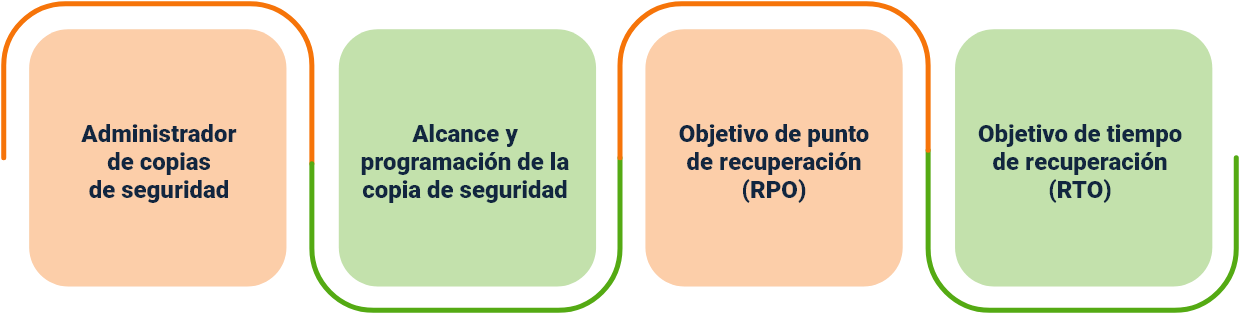 Administrador
de copias
de seguridad
Alcance y
programación de la
copia de seguridad
Objetivo de punto
de recuperación
(RPO)
Objetivo de tiempo
de recuperación
(RTO)